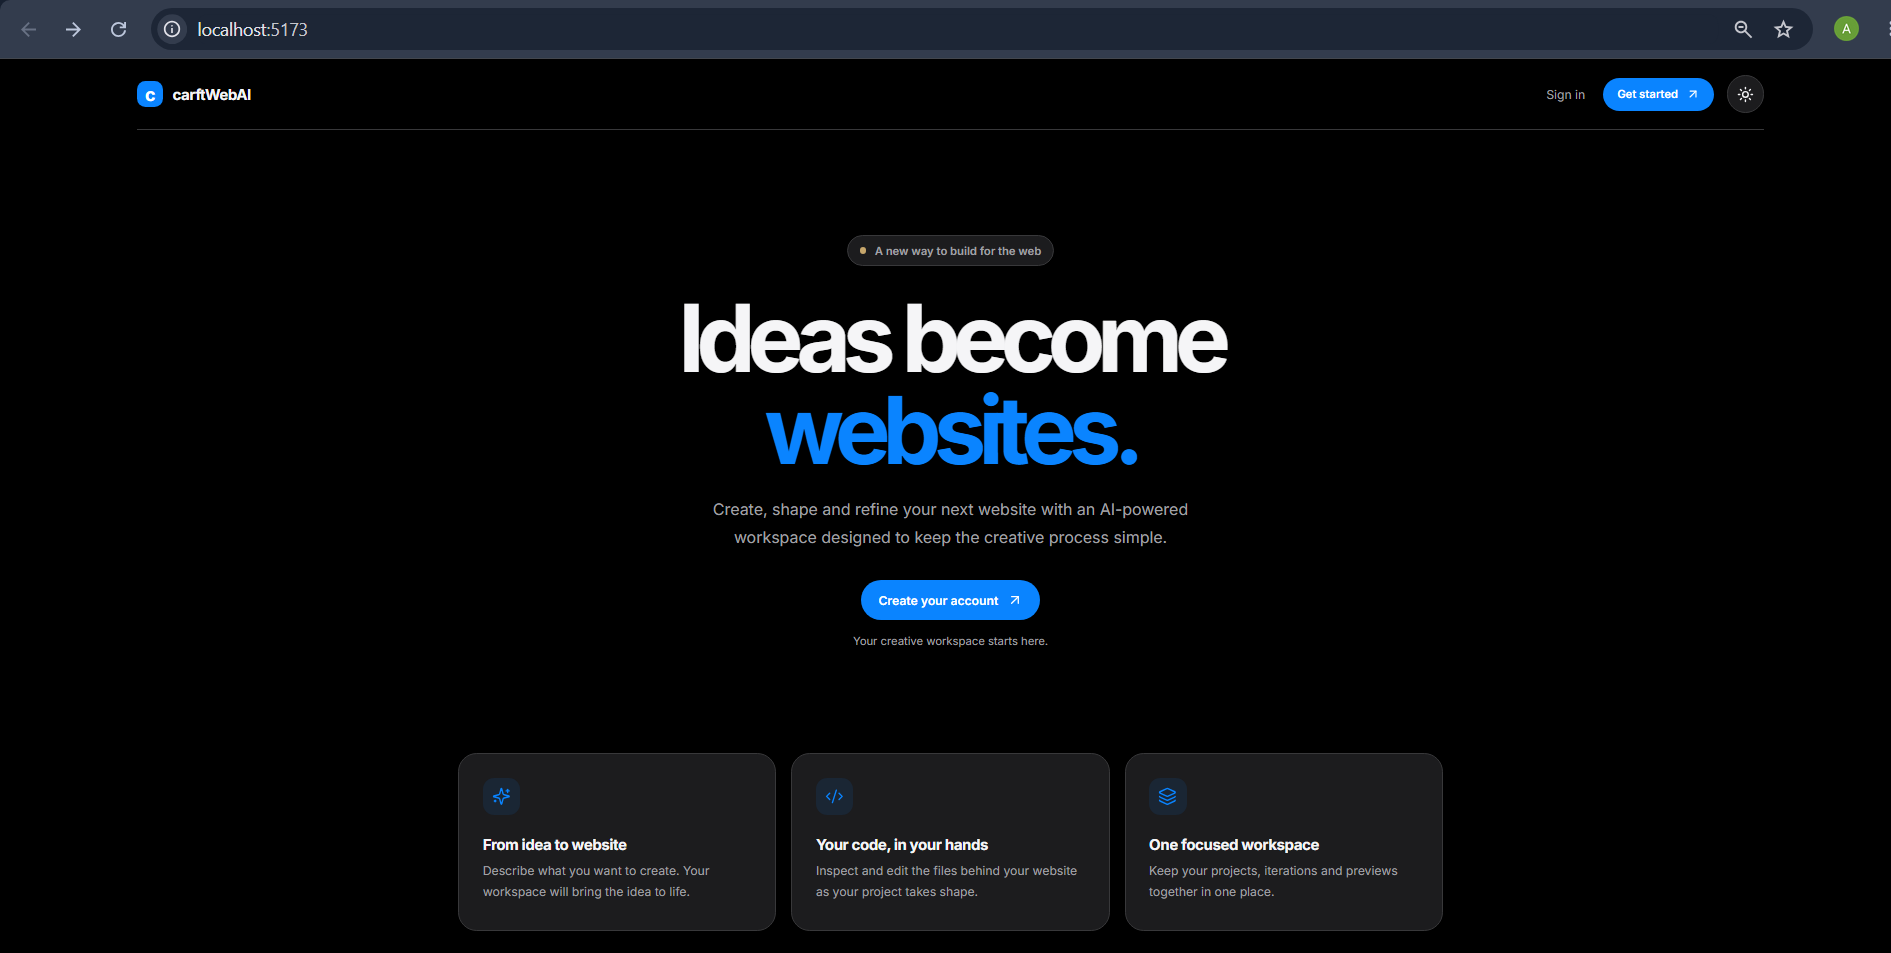 localhost:5173
A
c carftWebAI
Sign in
Get started
A new way to build for the web
Ideas become
websites.
Create, shape and refine your next website with an AI-powered
workspace designed to keep the creative process simple.
Create your account
Your creative workspace starts here.
From idea to website
Describe what you want to create. Your
workspace will bring the idea to life.
Your code, in your hands
Inspect and edit the files behind your website
as your project takes shape.
One focused workspace
Keep your projects, iterations and previews
together in one place.